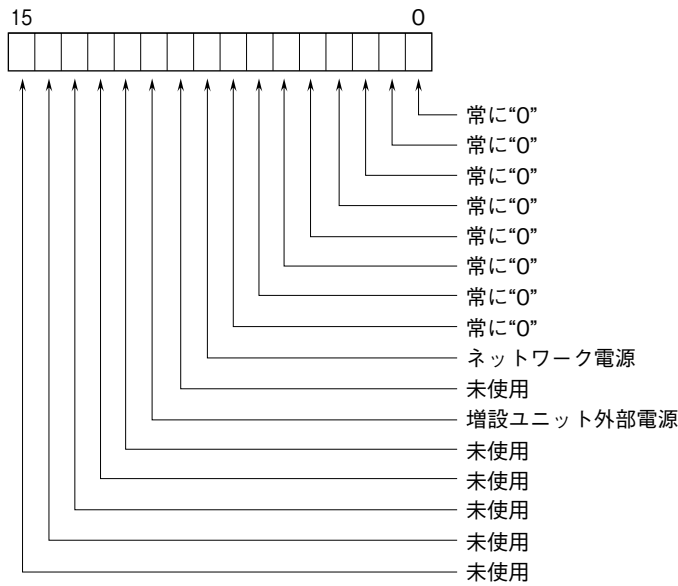 15 0
常に“0”
常に“0”
常に“0”
常に“0”
常に“0”
常に“0”
常に“0”
常に“0”
ネットワーク電源
未使用
増設ユニット外部電源
未使用
未使用
未使用
未使用
未使用